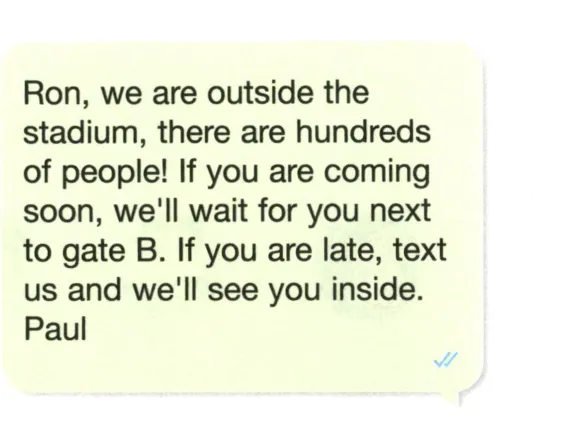 Ron, we are outside the
stadium, there are hundreds
of people! If you are coming
soon, we'll wait for you next
to gate B. If you are late, text
us and we'll see you inside.
Paul